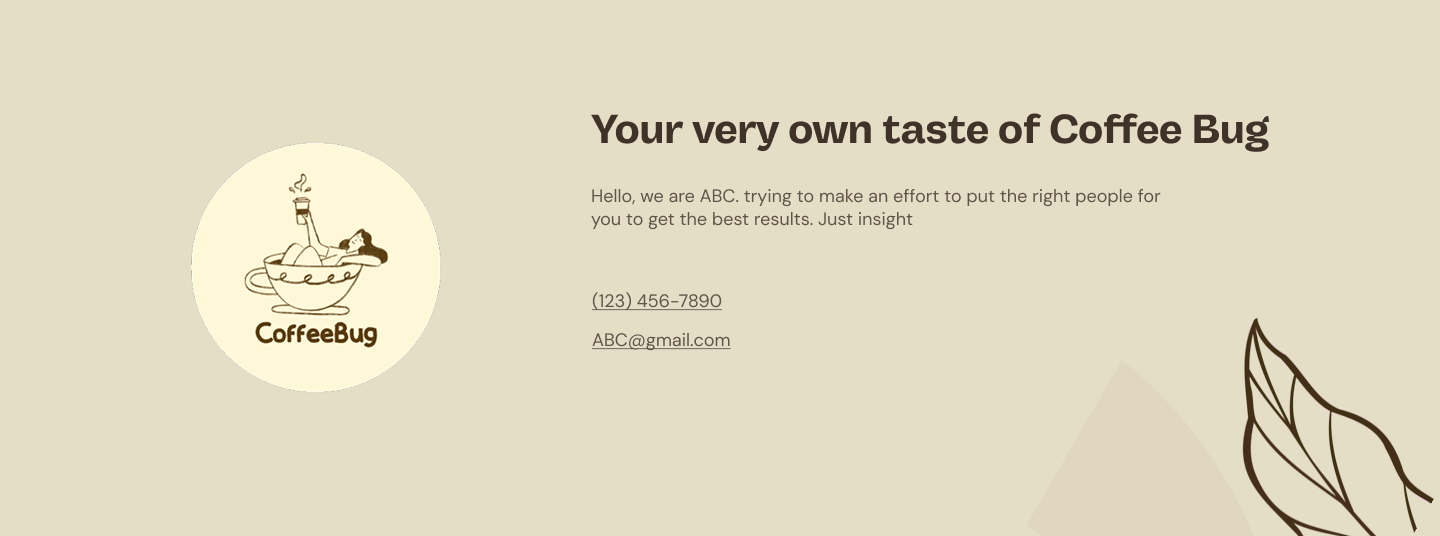 Your very own taste of Coffee Bug
Hello, we are ABC. trying to make an effort to put the right people for
you to get the best results. Just insight
CoffeeBug
(123) 456-7890
ABC@gmail.com